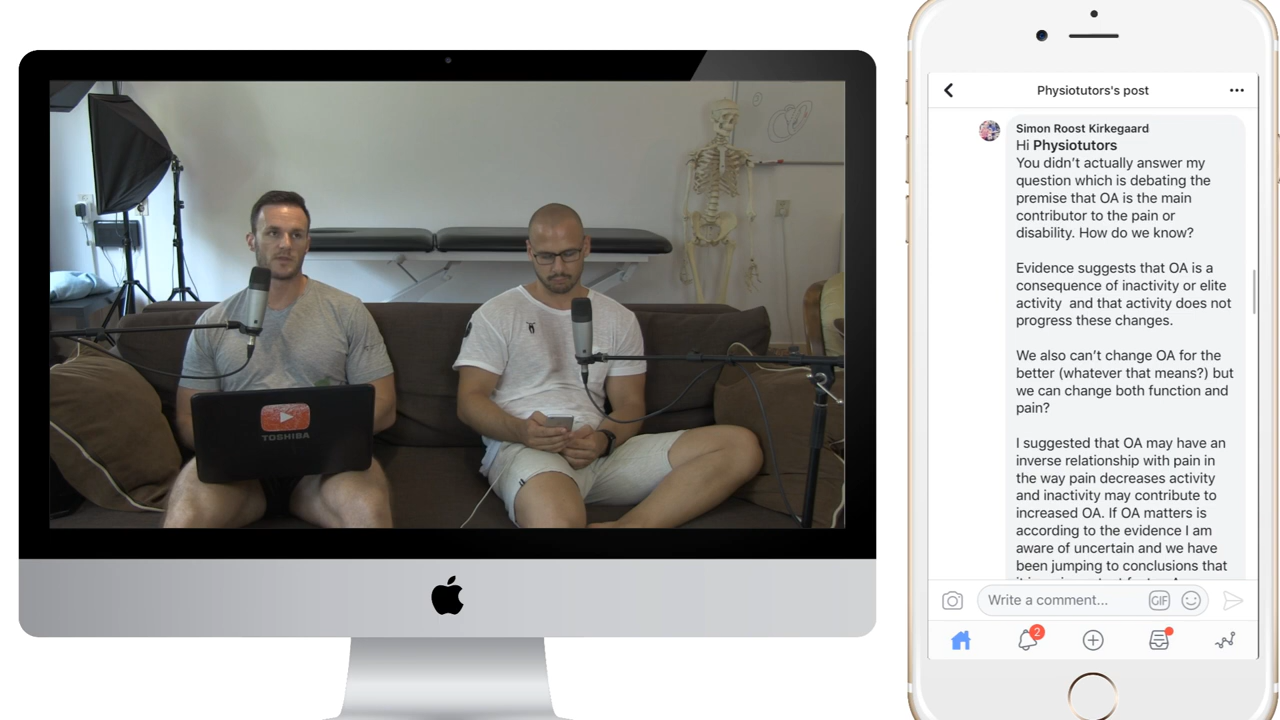 TOSHIBA
Physiotutors's post
Simon Roost Kirkegaard
Hi Physiotutors
You didn't actually answer my
question which is debating the
premise that OA is the main
contributor to the pain or
disability. How do we know?
Evidence suggests that OA is a
consequence of inactivity or elite
activity and that activity does not
progress these changes.
We also can't change OA for the
better (whatever that means?) but
we can change both function and
pain?
I suggested that OA may have an
inverse relationship with pain in
the way pain decreases activity
and inactivity may contribute to
increased OA. If OA matters is
according to the evidence I am
aware of uncertain and we have
been jumping to conclusions that
Write a comment...
GIF
2